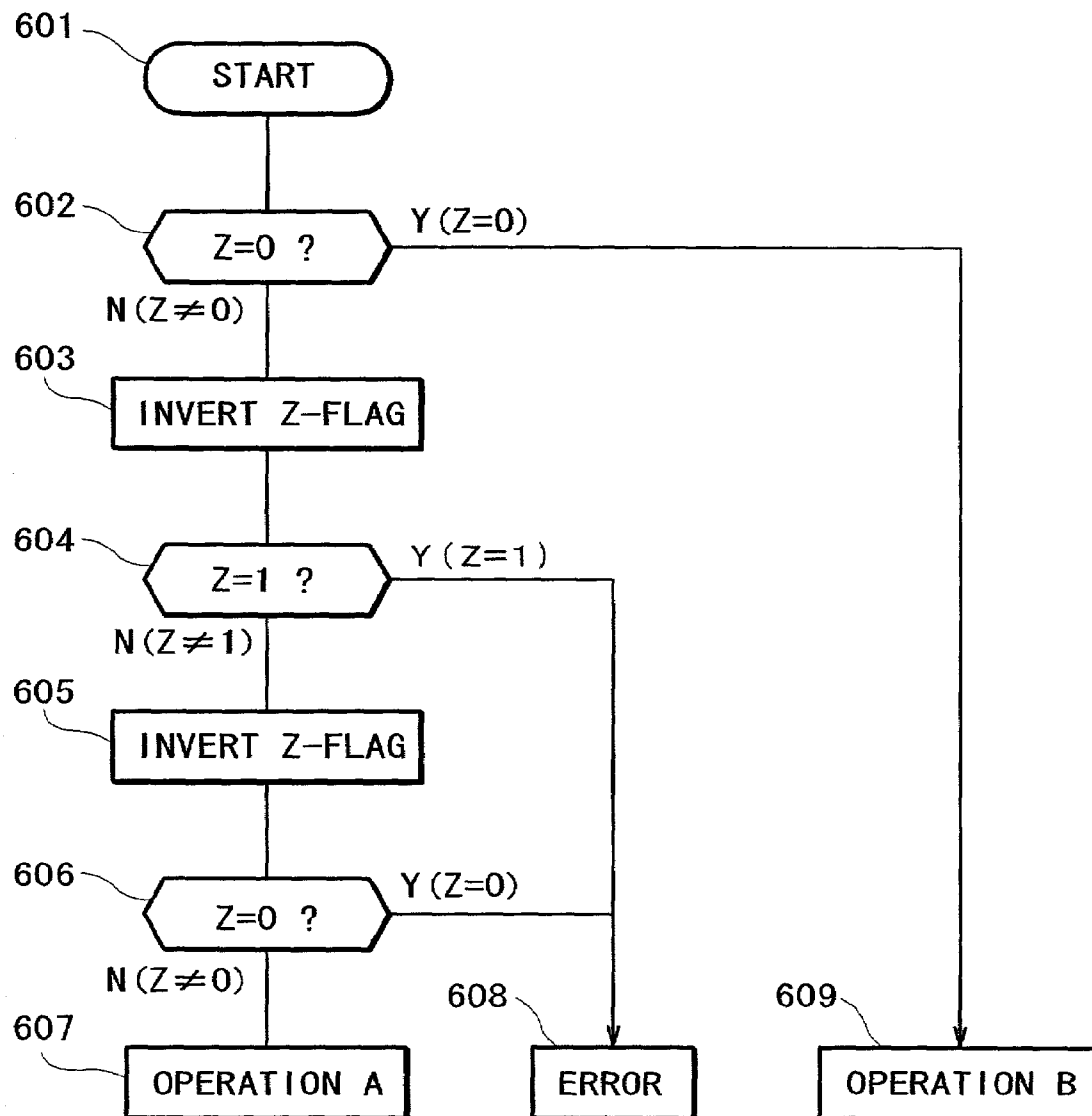 601
START
602
Z=0 ?
Y(Z=0)
N(Z≠0)
603
INVERT Z-FLAG
604
Z=1 ?
Y(Z=1)
N(Z≠1)
605
INVERT Z-FLAG
606
Z=0 ?
Y(Z=0)
N(Z≠0)
607
OPERATION A
608
ERROR
609
OPERATION B